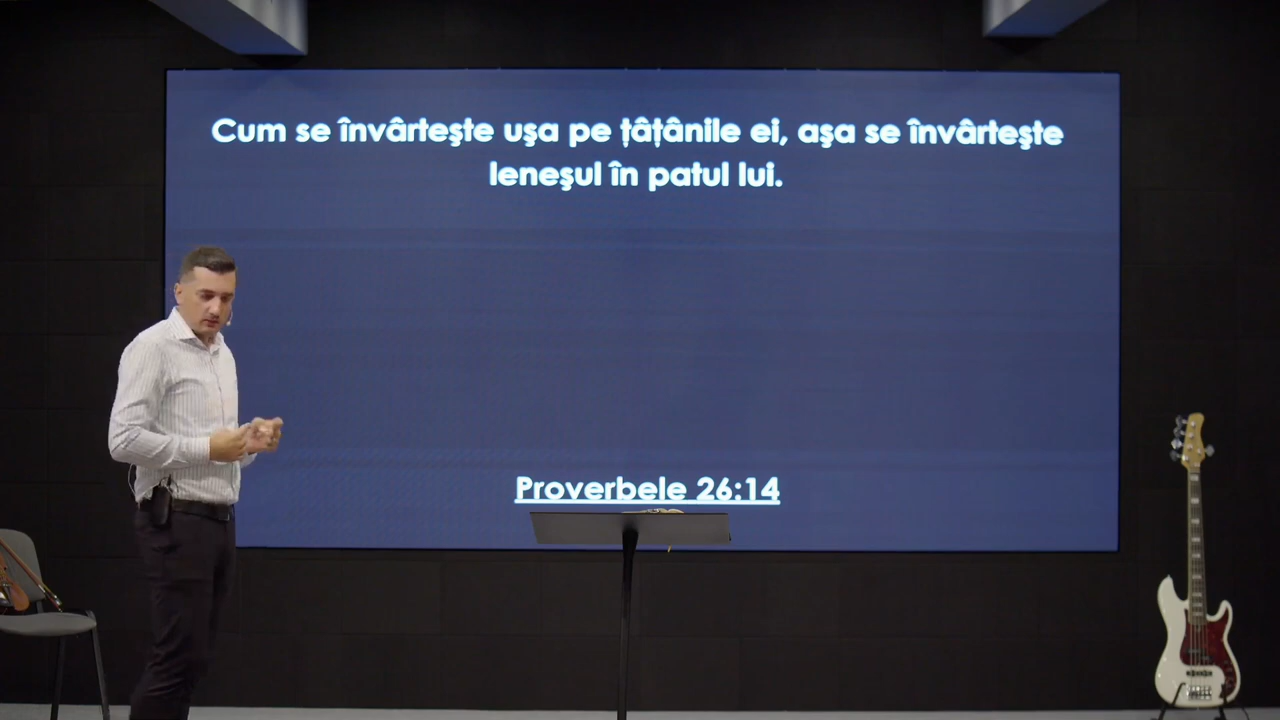 Cum se învârteşte uşa pe ţâţânile ei, aşa se învârteşte
leneşul în patul lui.
Proverbele 26:14